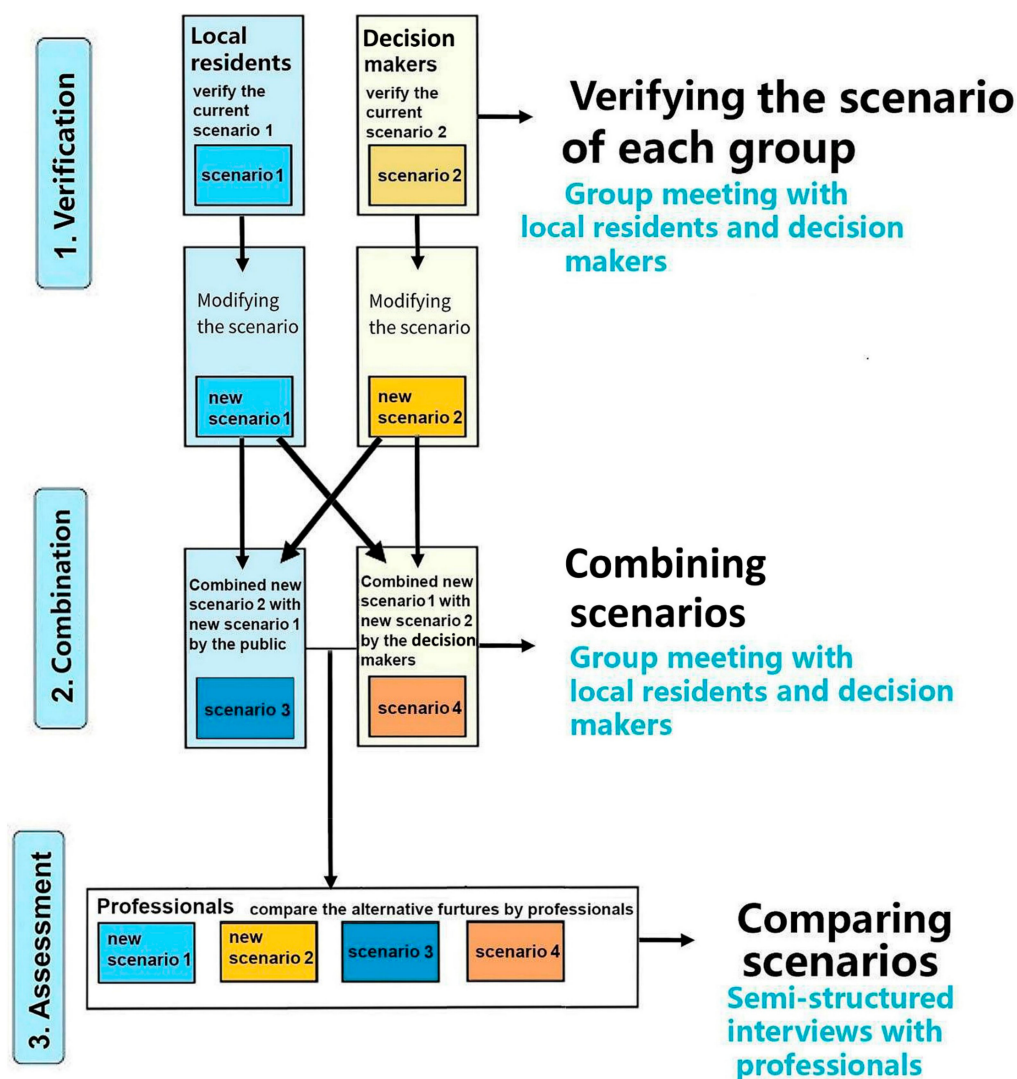 1. Verification
Local
residents
verify the
current
scenario 1
scenario 1
Decision
makers
verify the
current
scenario 2
scenario 2
Verifying the scenario
of each group
Group meeting with
local residents and decision
makers
Modifying
the scenario
new
scenario 1
Modifying
the scenario
new
scenario 2
2. Combination
Combined new
scenario 2 with
new scenario 1
by the public
scenario 3
Combined new
scenario 1 with
new scenario 2
by the decision
makers
scenario 4
Combining
scenarios
Group meeting with
local residents and decision
makers
3. Assessment
Professionals compare the alternative furtures by professionals
new
scenario 1
new
scenario 2
scenario 3
scenario 4
Comparing
scenarios
Semi-structured
interviews with
professionals